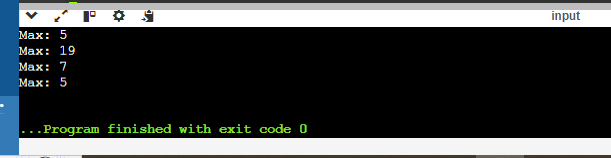 input
Max: 5
Max: 19
Max: 7
Max: 5
...Program finished with exit code 0